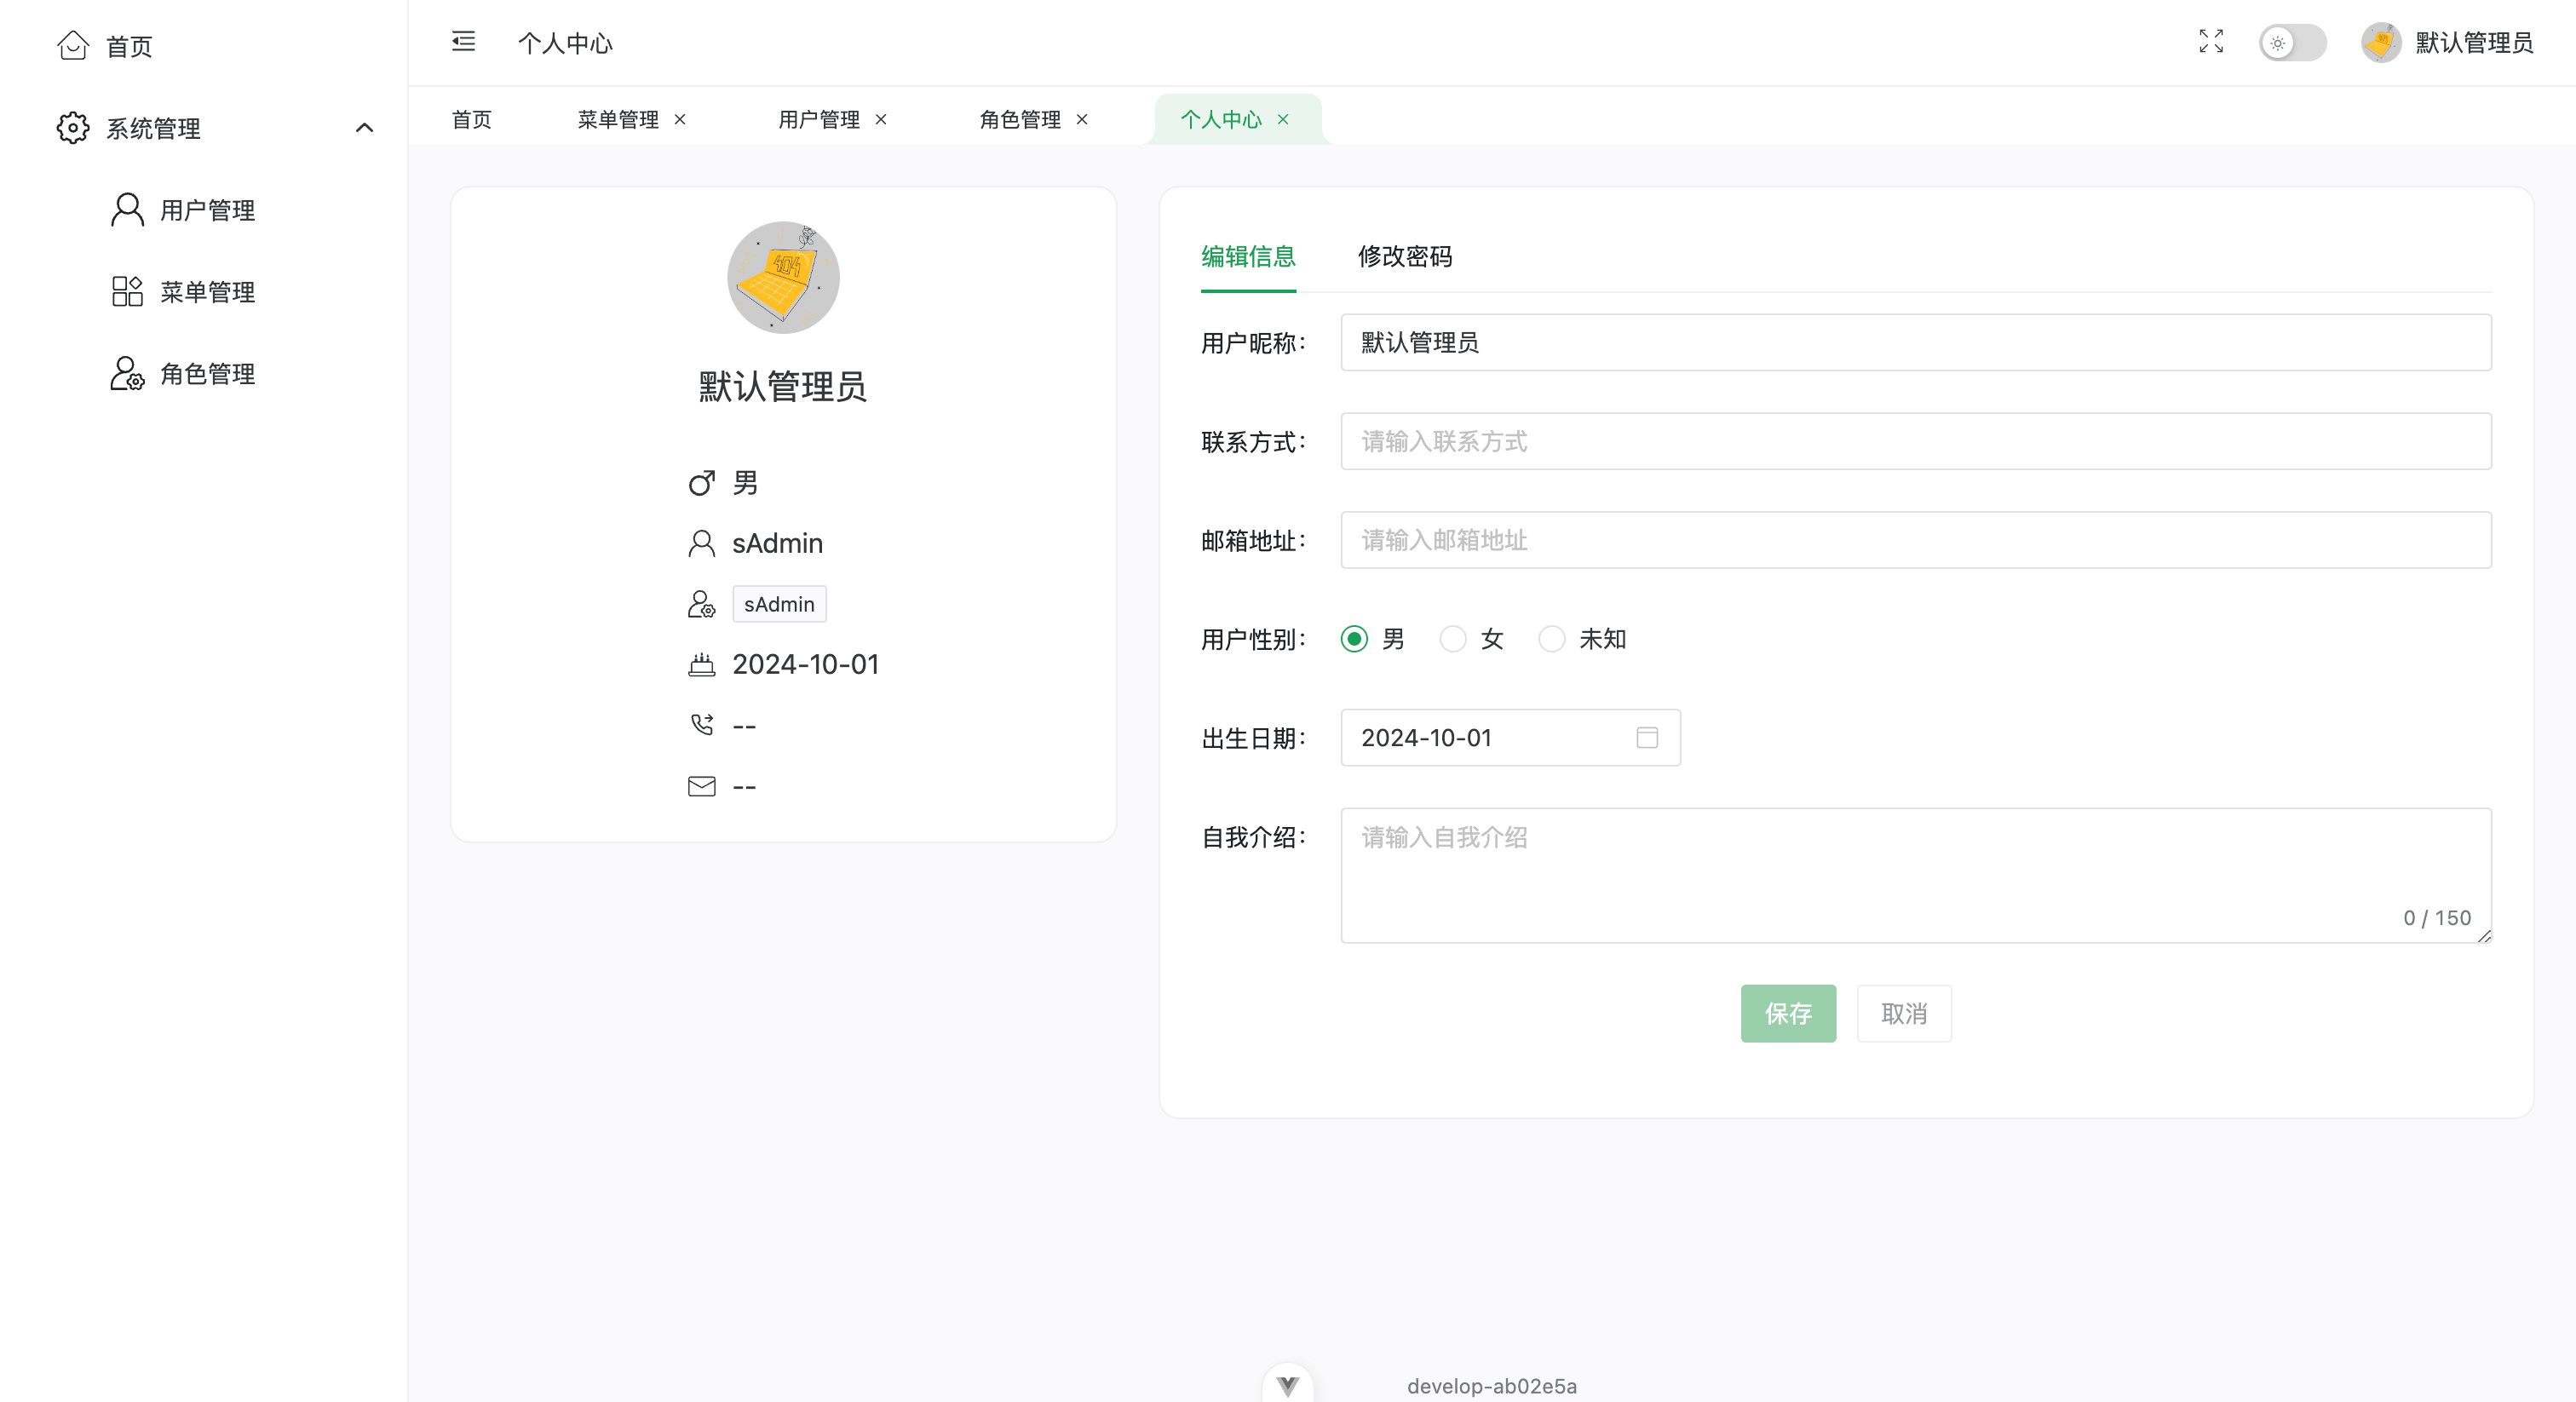 首页
系统管理
用户管理
菜单管理
角色管理
个人中心
默认管理员
首页 菜单管理 用户管理 角色管理 个人中心
404
默认管理员
男
sAdmin
sAdmin
2024-10-01
--
--
编辑信息 修改密码
用户昵称: 默认管理员
联系方式: 请输入联系方式
邮箱地址: 请输入邮箱地址
用户性别: 男 女 未知
出生日期: 2024-10-01
自我介绍: 请输入自我介绍
0 / 150
保存 取消
develop-ab02e5a